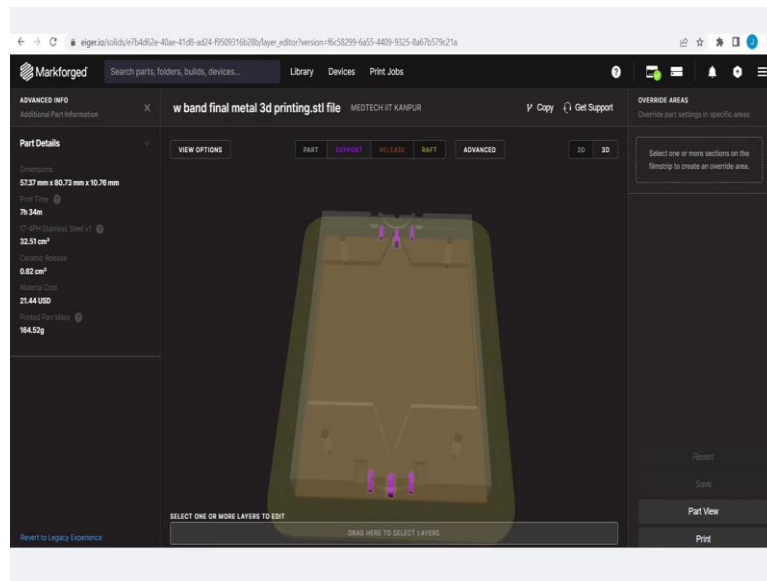 eiger.io/solids/e7b4d62e-40ae-41d8-ad24-f9509316b28b/layer_editor?version=f6c58299-6a55-4409-9325-8a67b579c21a
Markforged
Search parts, folders, builds, devices...
Library Devices Print Jobs
ADVANCED INFO
Additional Part Information
w band final metal 3d printing.stl file MEDTECH IIT KANPUR
Copy Get Support
OVERRIDE AREAS
Override part settings in specific areas.
Part Details
VIEW OPTIONS
PART SUPPORT RELEASE RAFT ADVANCED
2D 3D
Select one or more sections on the
filmstrip to create an override area.
Dimensions
57.37 mm x 80.73 mm x 10.76 mm
Print Time
7h 34m
17-4PH Stainless Steel v1
32.51 cm³
Ceramic Release
0.62 cm³
Material Cost
21.44 USD
Printed Part Mass
164.52g
Revert
Save
Part View
Print
SELECT ONE OR MORE LAYERS TO EDIT
DRAG HERE TO SELECT LAYERS
Revert to Legacy Experience